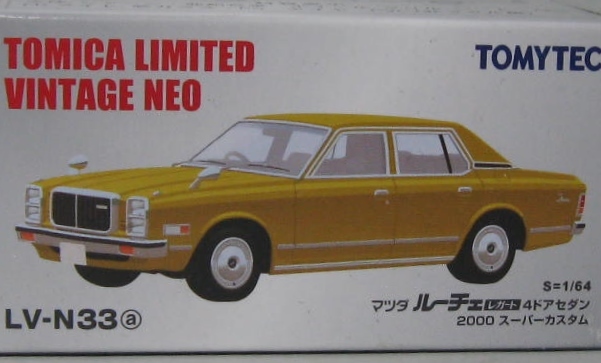 TOMICA LIMITED
VINTAGE NEO
TOMYTEC
S=1/64
マツダ ルーチェ レガート 4ドアセダン
2000 スーパーカスタム
LV-N33ⓐ